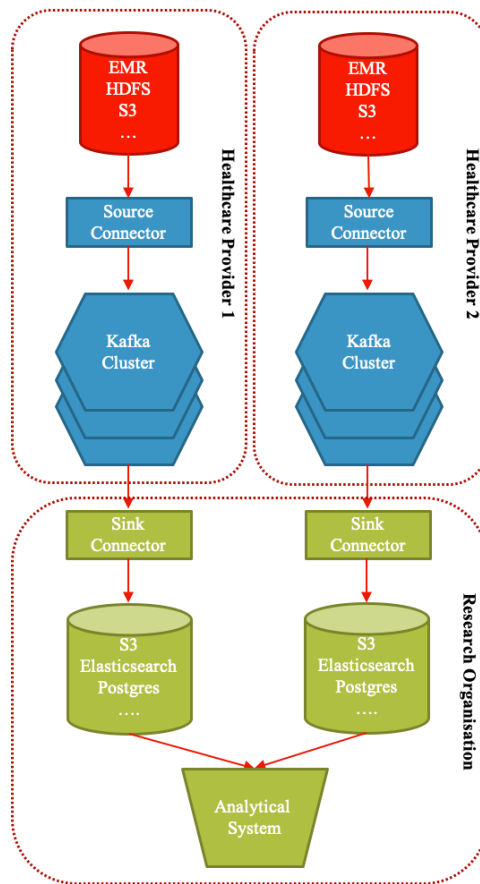 EMR
HDFS
S3
…
Source
Connector
Kafka
Cluster
Healthcare Provider 1
EMR
HDFS
S3
…
Source
Connector
Kafka
Cluster
Healthcare Provider 2
Sink
Connector
S3
Elasticsearch
Postgres
….
Sink
Connector
S3
Elasticsearch
Postgres
….
Analytical
System
Research Organisation